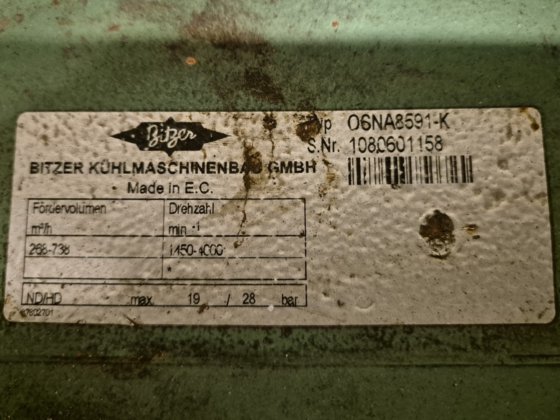 Bitzer
Typ OSNA8591-K
S.Nr. 1080601158
BITZER KÜHLMASCHINENBAU GMBH
Made in E.C.
Fördervolumen Drehzahl
m³/h min -1
268-738 1450-4000
*
ND/HD max. 19 / 28 bar